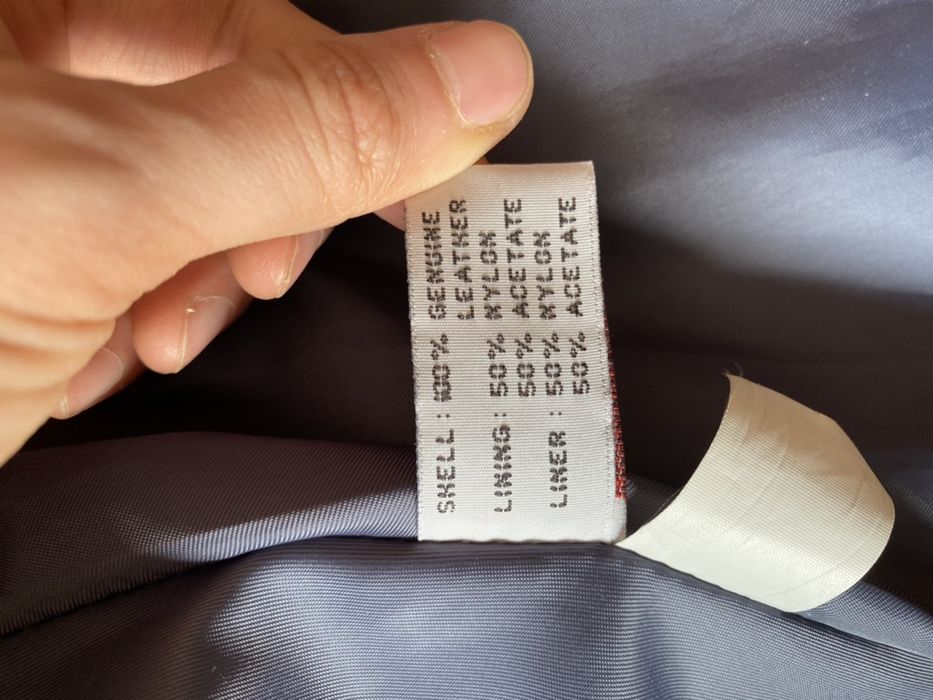 SHELL : 100% GENUINE
LEATHER
LINING : 50% NYLON
50% ACETATE
LINER : 50% NYLON
50% ACETATE